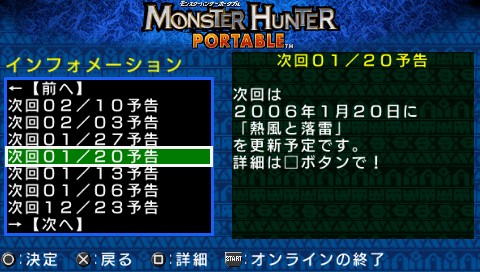 モンスターハンターポータブル
MONSTER HUNTER
PORTABLE™
インフォメーション
←【前へ】
次回02／10予告
次回02／03予告
次回01／27予告
次回01／20予告
次回01／13予告
次回01／06予告
次回12／23予告
→【次へ】
次回01／20予告
次回は
2006年1月20日に
「熱風と落雷」
を更新予定です。
詳細は□ボタンで！
○：決定 ×：戻る □：詳細 START：オンラインの終了